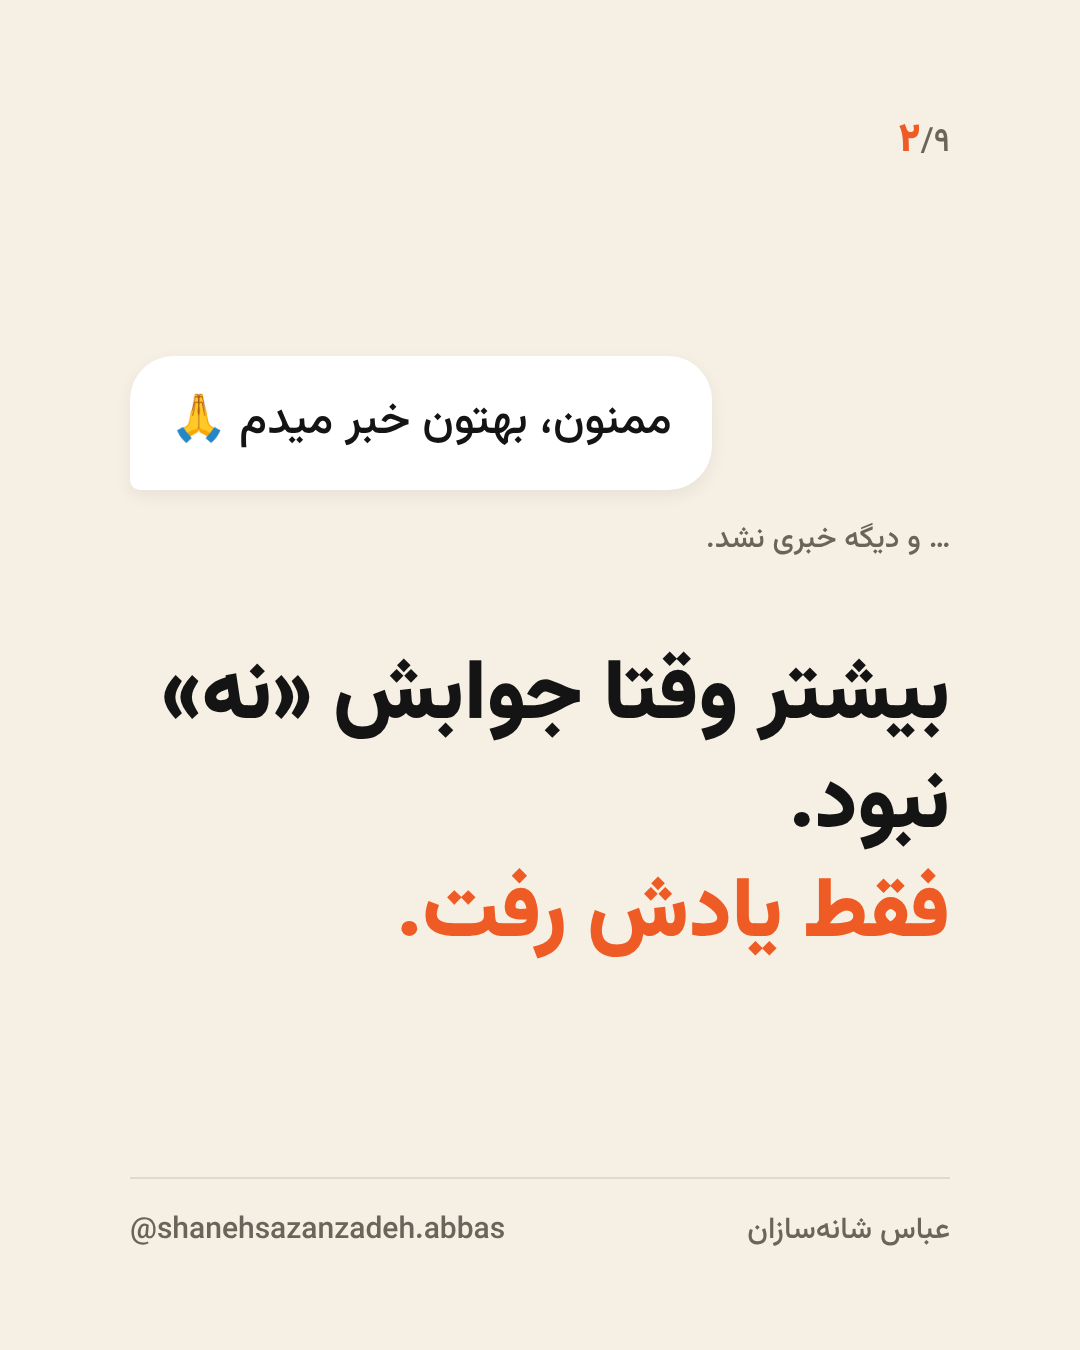 ۲/۹
ممنون، بهتون خبر میدم 🙏
... و دیگه خبری نشد.
بیشتر وقتا جوابش «نه»
نبود.
فقط یادش رفت.
عباس شانه‌سازان
@shanehsazanzadeh.abbas